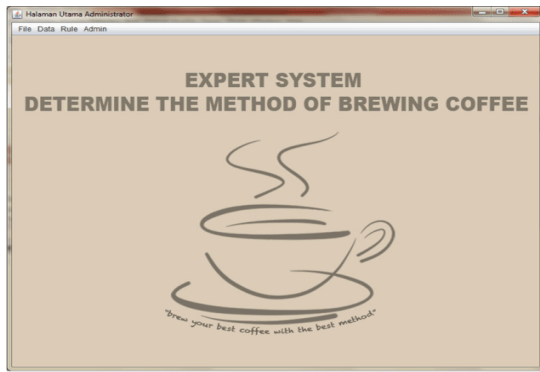 Halaman Utama Administrator
File Data Rule Admin
EXPERT SYSTEM
DETERMINE THE METHOD OF BREWING COFFEE
"brew your best coffee with the best method"